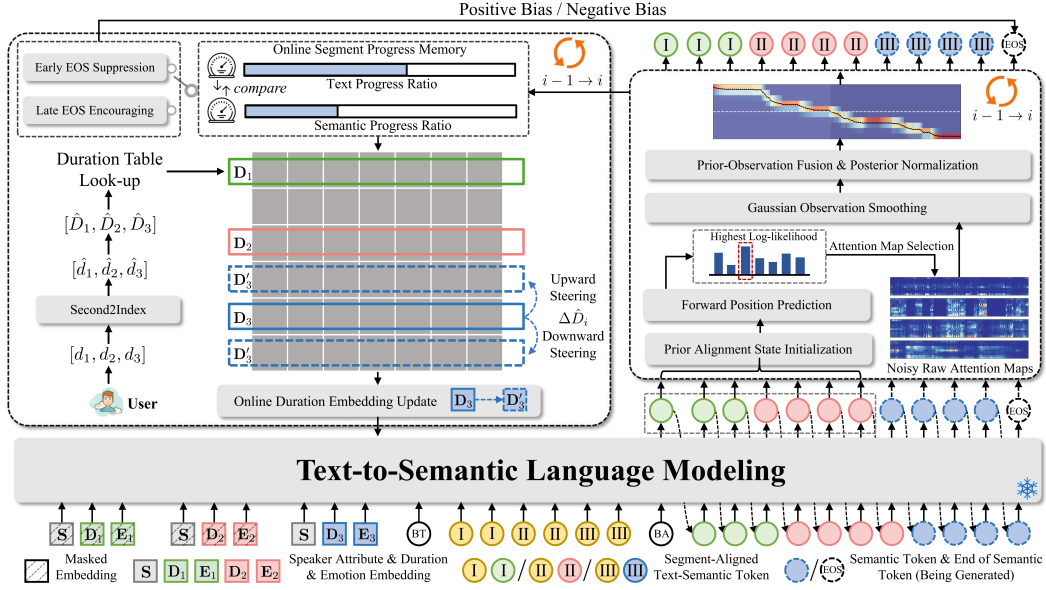 Positive Bias / Negative Bias
Early EOS Suppression
Late EOS Encouraging
Online Segment Progress Memory
Text Progress Ratio
compare
Semantic Progress Ratio
i − 1 → i
Duration Table
Look-up
[D̂₁, D̂₂, D̂₃]
[d̂₁, d̂₂, d̂₃]
Second2Index
[d₁, d₂, d₃]
User
D₁
D₂
D′₃
D₃
D′₃
Upward
Steering
ΔD̂ᵢ
Downward
Steering
Online Duration Embedding Update D₃ D′₃
I I I II II II II III III III III EOS
i − 1 → i
Prior-Observation Fusion & Posterior Normalization
Gaussian Observation Smoothing
Highest Log-likelihood
Attention Map Selection
Forward Position Prediction
Prior Alignment State Initialization
Noisy Raw Attention Maps
EOS
Text-to-Semantic Language Modeling
S D₁ E₁ S D₂ E₂ S D₃ E₃ BT I I II II III III BA
Masked
Embedding
S D₁ E₁ D₂ E₂
Speaker Attribute & Duration
& Emotion Embedding
I I / II II / III III
Segment-Aligned
Text-Semantic Token
/ EOS
Semantic Token & End of Semantic
Token (Being Generated)